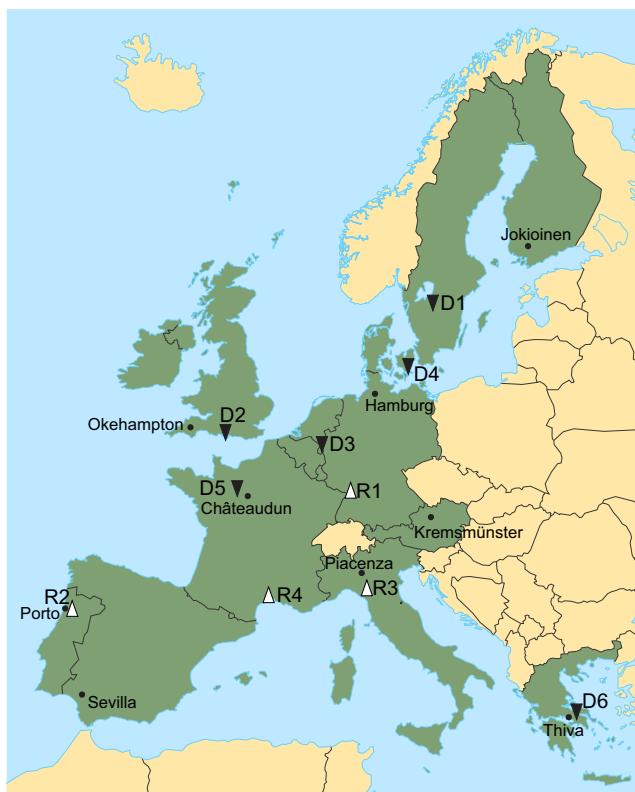 Jokioinen
D1
D4
Hamburg
D2
Okehampton
D3
D5
R1
Châteaudun
Kremsmünster
Piacenza
R2
R4
R3
Porto
Sevilla
D6
Thiva